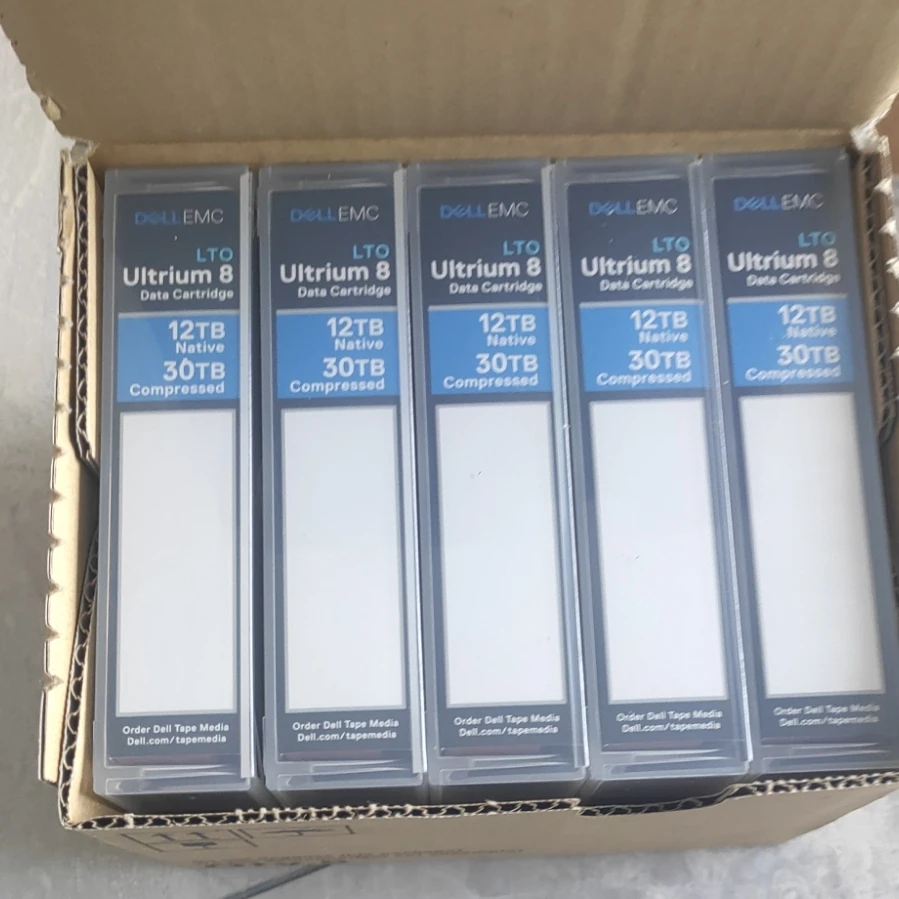 DELLEMC
LTO
Ultrium 8
Data Cartridge
12TB
Native
30TB
Compressed
Order Dell Tape Media
Dell.com/tapemedia
DELLEMC
LTO
Ultrium 8
Data Cartridge
12TB
Native
30TB
Compressed
Order Dell Tape Media
Dell.com/tapemedia
DELLEMC
LTO
Ultrium 8
Data Cartridge
12TB
Native
30TB
Compressed
Order Dell Tape Media
Dell.com/tapemedia
DELLEMC
LTO
Ultrium 8
Data Cartridge
12TB
Native
30TB
Compressed
Order Dell Tape Media
Dell.com/tapemedia
DELLEMC
LTO
Ultrium 8
Data Cartridge
12TB
Native
30TB
Compressed
Order Dell Tape Media
Dell.com/tapemedia